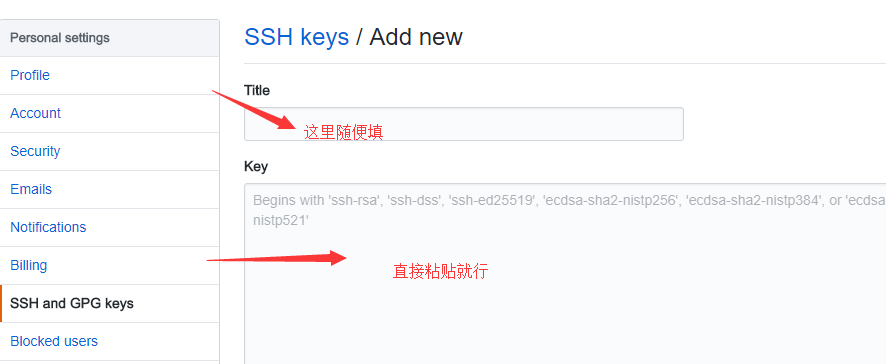 Personal settings
Profile
Account
Security
Emails
Notifications
Billing
SSH and GPG keys
Blocked users
SSH keys / Add new
Title
这里随便填
Key
Begins with 'ssh-rsa', 'ssh-dss', 'ssh-ed25519', 'ecdsa-sha2-nistp256', 'ecdsa-sha2-nistp384', or 'ecdsa
nistp521'
直接粘贴就行